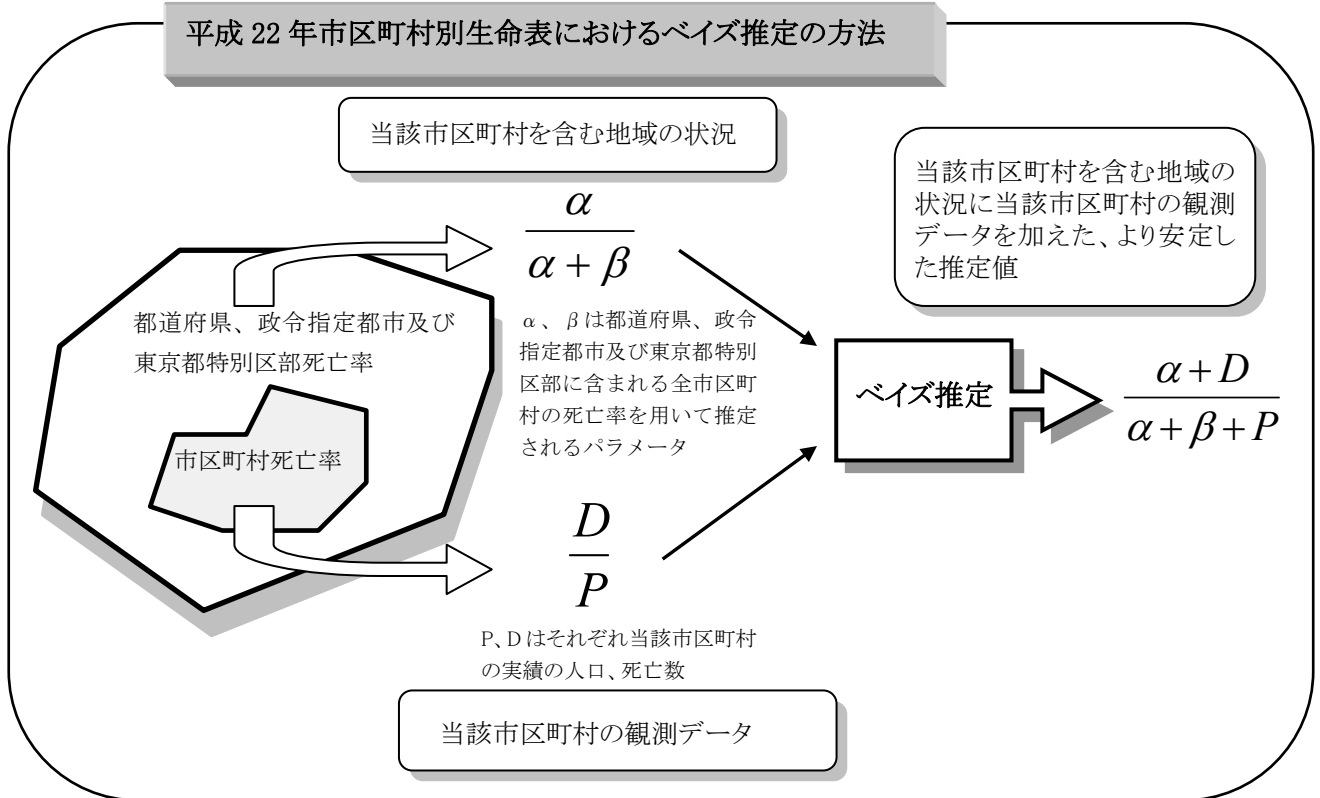 平成 22 年市区町村別生命表におけるベイズ推定の方法
当該市区町村を含む地域の状況
当該市区町村を含む地域の
状況に当該市区町村の観測
データを加えた、より安定し
た推定値
α
α + β
都道府県、政令指定都市及び
東京都特別区部死亡率
α、βは都道府県、政令
指定都市及び東京都特別
区部に含まれる全市区町
村の死亡率を用いて推定
されるパラメータ
市区町村死亡率
ベイズ推定
α + D
α + β + P
D
P
P、D はそれぞれ当該市区町村
の実績の人口、死亡数
当該市区町村の観測データ